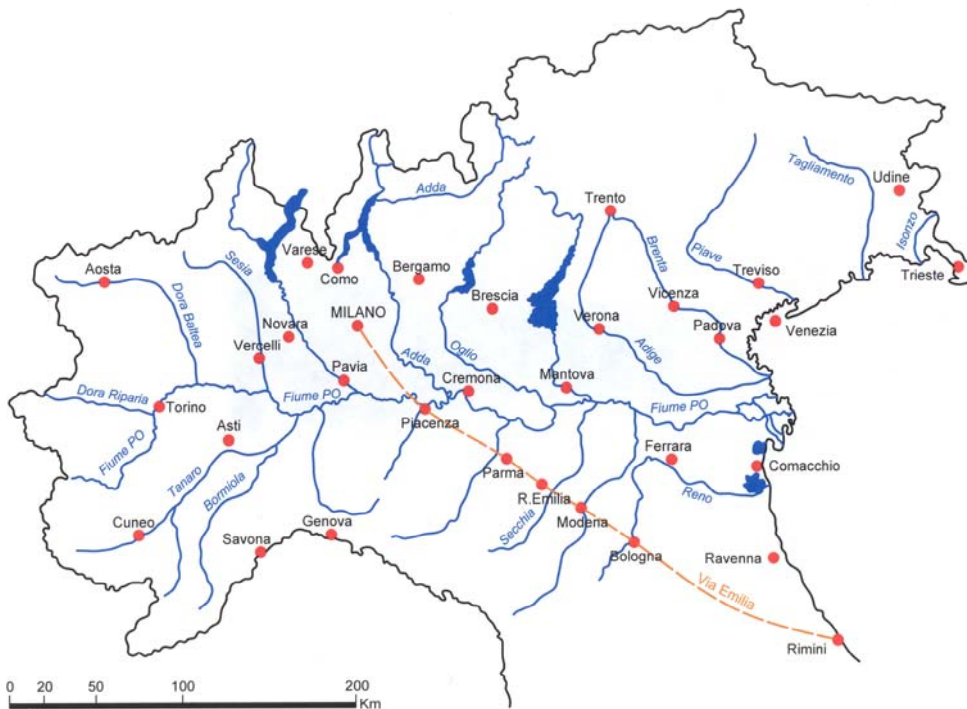 Tagliamento
Udine
Adda
Trento
Isonzo
Brenta
Piave
Varese
Sesia
Como
Bergamo
Treviso
Trieste
Aosta
Dora Baltea
Brescia
Vicenza
MILANO
Venezia
Novara
Verona
Padova
Vercelli
Adda
Oglio
Adige
Pavia
Cremona
Mantova
Dora Riparia
Torino
Fiume PO
Fiume PO
Piacenza
Asti
Fiume PO
Ferrara
Parma
Comacchio
Tanaro
Bormiola
R.Emilia
Reno
Cuneo
Genova
Savona
Secchia
Modena
Bologna
Ravenna
Via Emilia
Rimini
0 20 50 100 200
Km